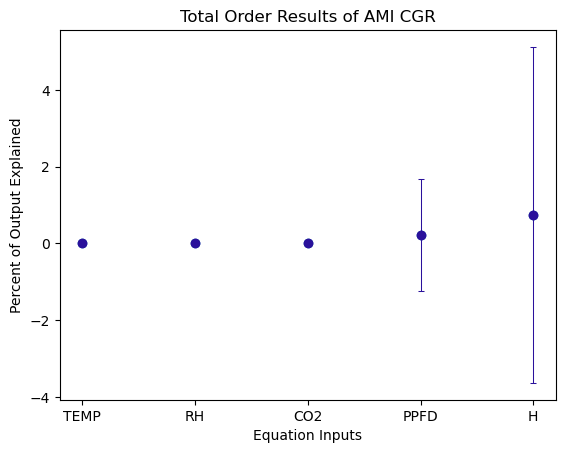 Total Order Results of AMI CGR
Percent of Output Explained
4
2
0
−2
−4
TEMP RH CO2 PPFD H
Equation Inputs